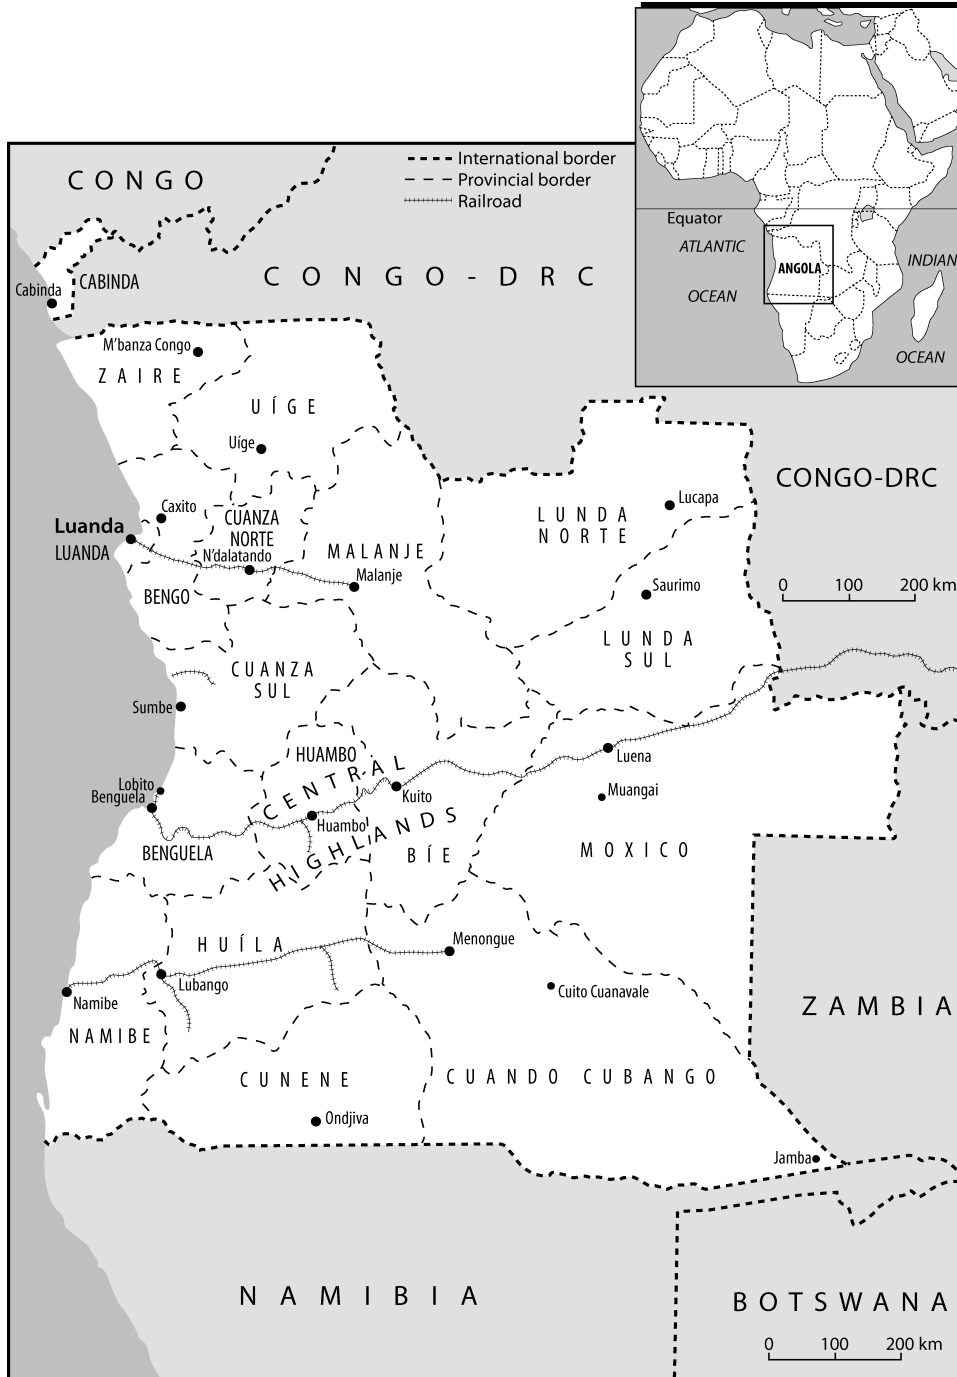 Equator
ATLANTIC
OCEAN
ANGOLA
INDIAN
OCEAN
International border
Provincial border
Railroad
CONGO
CONGO-DRC
CABINDA
Cabinda
M'banza Congo
ZAIRE
UÍGE
Uíge
CONGO-DRC
Lucapa
LUNDA
NORTE
Caxito
CUANZA
NORTE
Luanda
LUANDA
N'dalatando
MALANJE
Malanje
BENGO
Saurimo
LUNDA
SUL
0 100 200 km
CUANZA
SUL
Sumbe
HUAMBO
CENTRAL
HIGHLANDS
Luena
Muangai
Lobito
Benguela
Kuito
Huambo
BENGUELA
BÍE
MOXICO
HUÍLA
Menongue
Lubango
Cuito Cuanavale
Namibe
NAMIBE
ZAMBIA
CUNENE
CUANDO CUBANGO
Ondjiva
Jamba
NAMIBIA
BOTSWANA
0 100 200 km